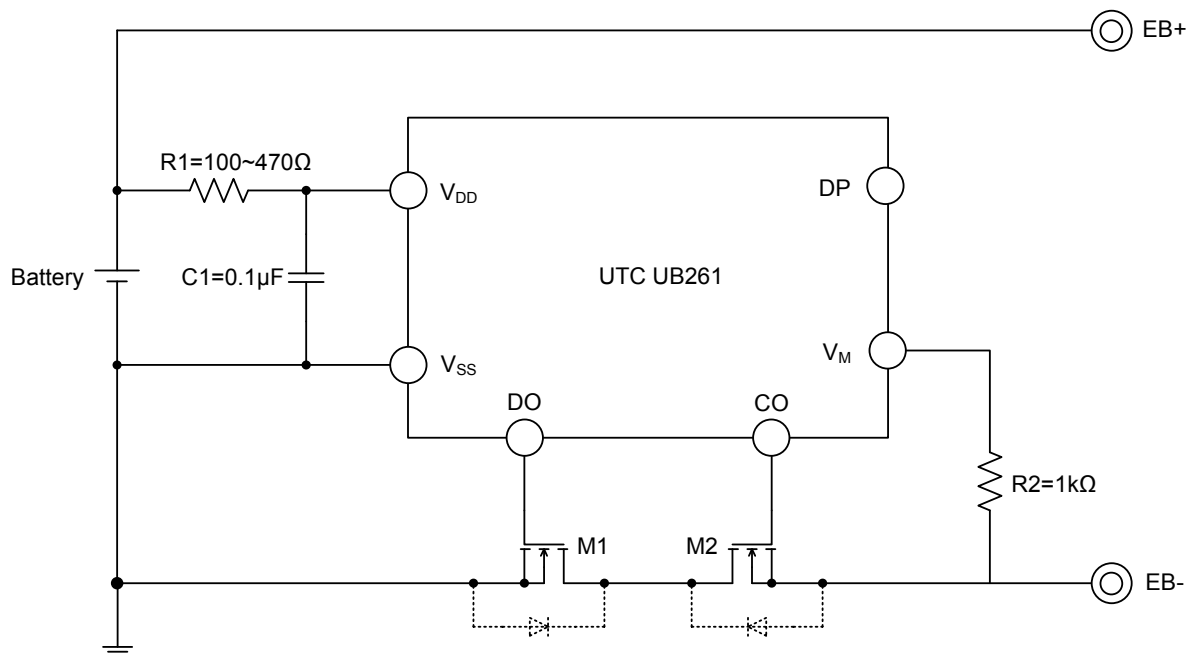 EB+
R1=100~470Ω
VDD
DP
Battery
C1=0.1µF
UTC UB261
VSS
VM
DO
CO
R2=1kΩ
M1
M2
EB-